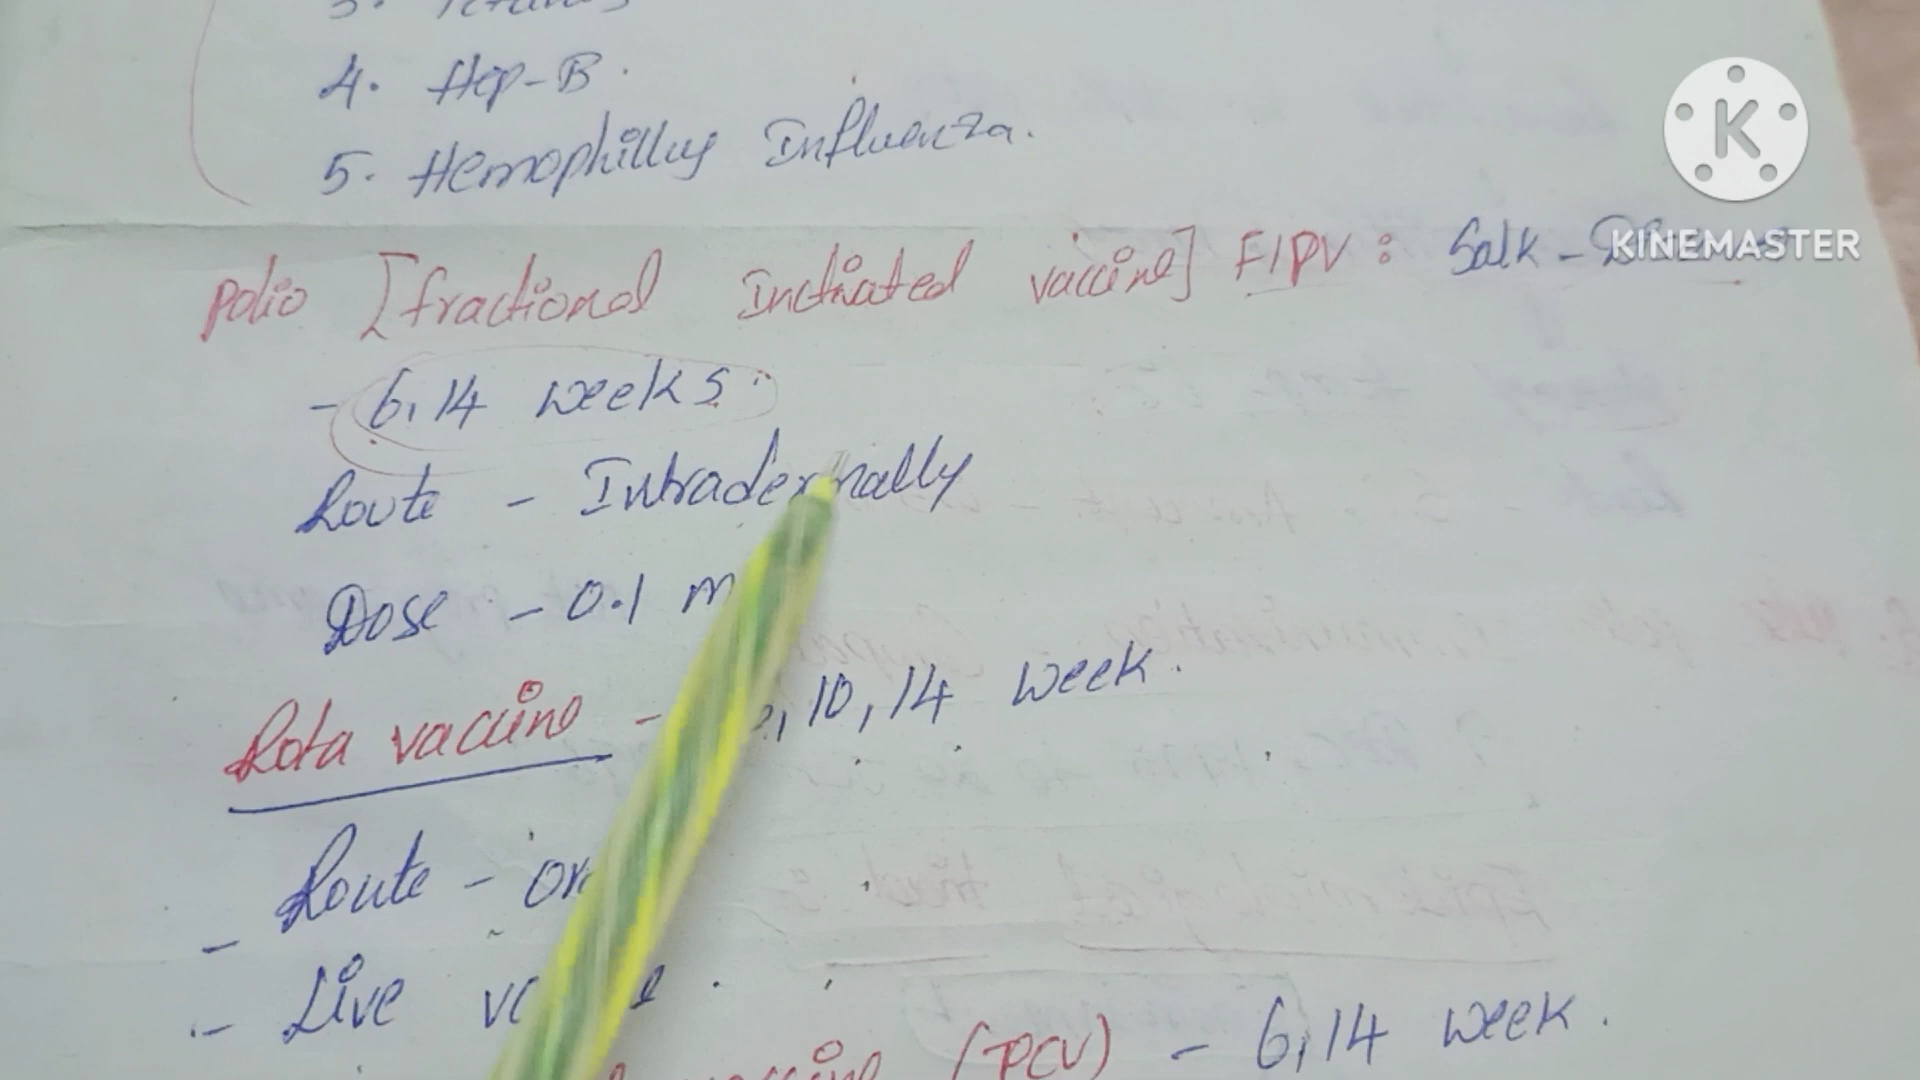 4. Hep-B.
5. Hemophillus Influenza.
Polio [fractional Inctivated vaccine] FIPV : Salk -
KINEMASTER
- 6, 14 weeks.
Route - Intradermally
Dose - 0.1 m
Rota vaccine - , 10, 14 week.
- Route - or
- Live
(PCV) - 6, 14 week.